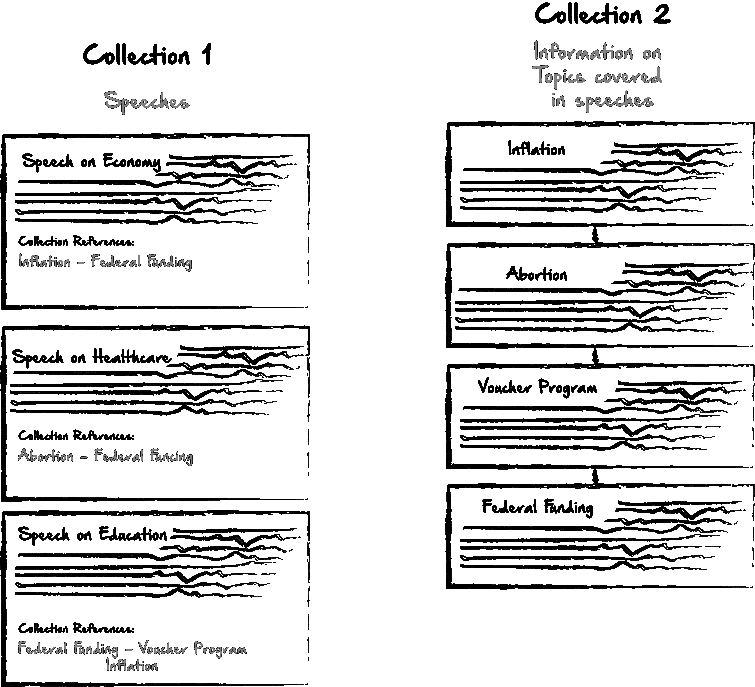 Collection 1
Speeches
Speech on Economy
Collection References:
Inflation - Federal Funding
Speech on Healthcare
Collection References:
Abortion - Federal Funding
Speech on Education
Collection References:
Federal Funding - Voucher Program
Inflation
Collection 2
Information on
Topics covered
in speeches
Inflation
Abortion
Voucher Program
Federal Funding